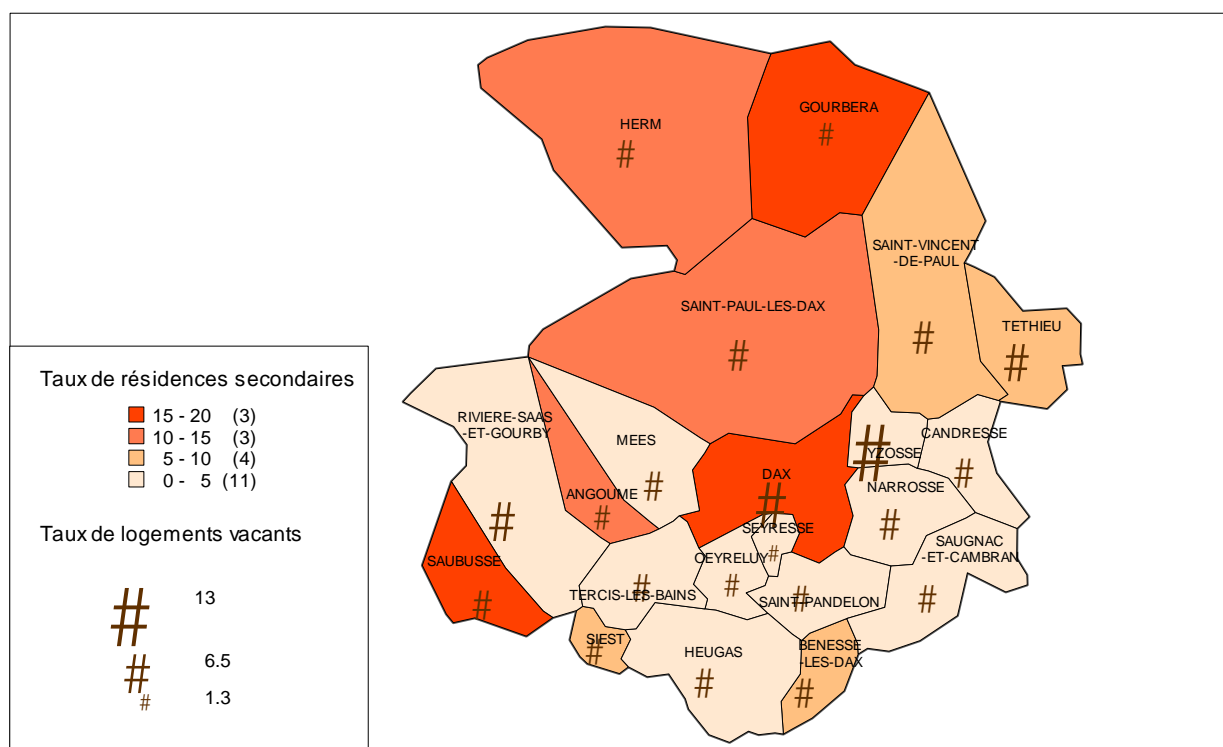 GOURBERA
HERM
#
#
SAINT-VINCENT
-DE-PAUL
SAINT-PAUL-LES-DAX
TETHIEU
#
#
#
Taux de résidences secondaires
15 - 20 (3)
10 - 15 (3)
5 - 10 (4)
0 - 5 (11)
RIVIERE-SAAS
-ET-GOURBY
MEES
CANDRESSE
YZOSSE
#
DAX
#
NARROSSE
#
#
#
ANGOUME
#
#
#
SEYRESSE
#
SAUGNAC
-ET-CAMBRAN
Taux de logements vacants
SAUBUSSE
#
OEYRELUY
#
TERCIS-LES-BAINS
#
SAINT-PANDELON
#
#
13
#
SIEST
#
HEUGAS
#
BENESSE
-LES-DAX
#
6.5
#
1.3
#